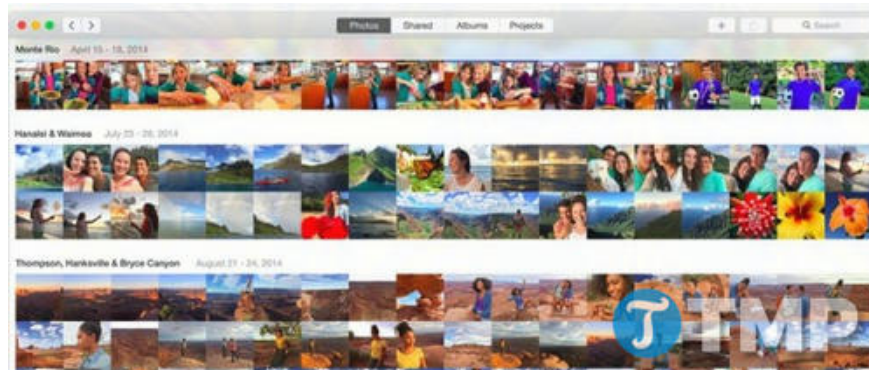 Photos Shared Albums Projects + Search
Monte Rio April 15 - 18, 2014
Hanalei & Waimea July 23 - 29, 2014
Thompson, Hanksville & Bryce Canyon August 21 - 24, 2014
T TMP